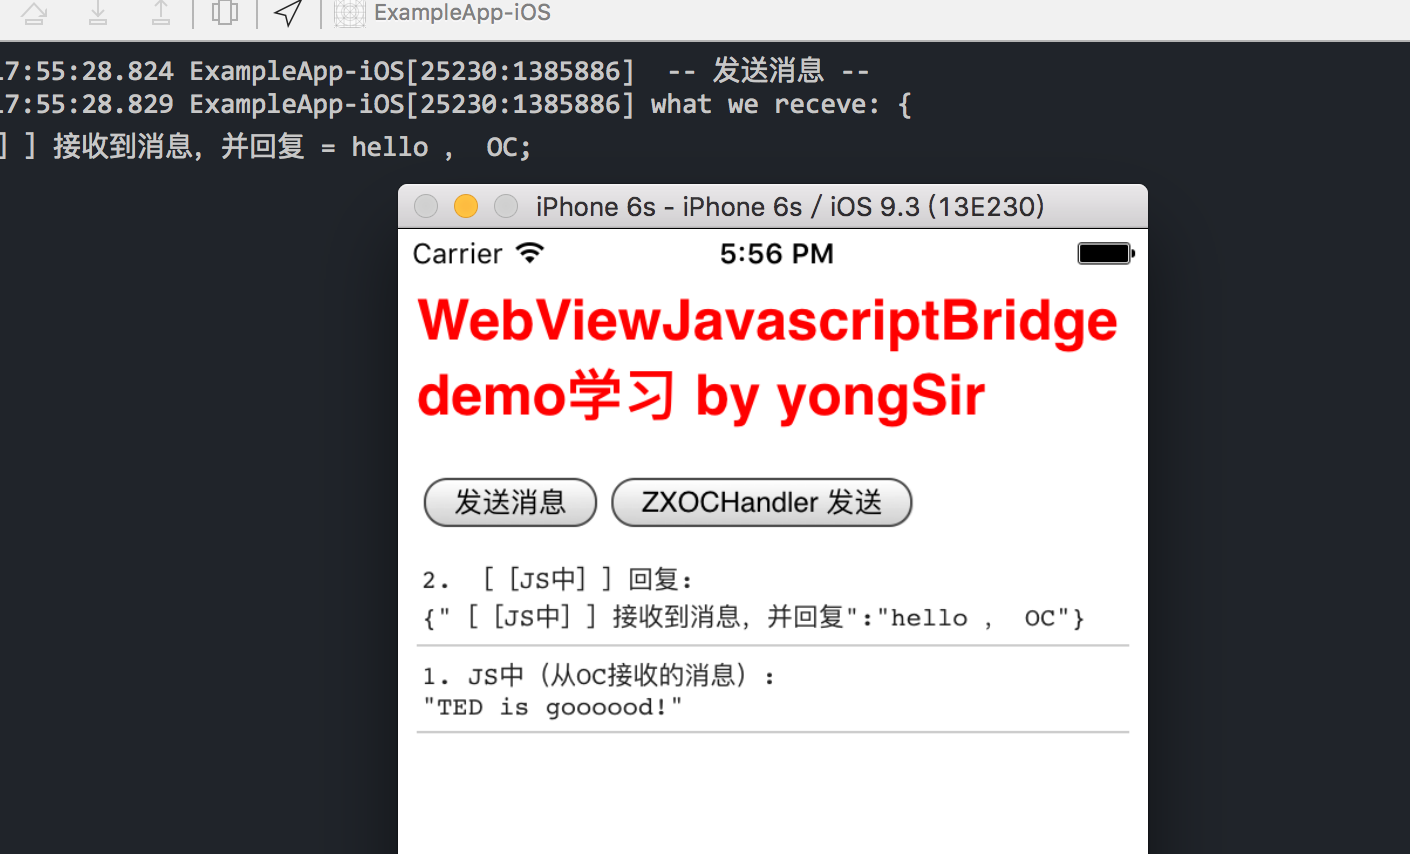 ExampleApp-iOS
17:55:28.824 ExampleApp-iOS[25230:1385886]  -- 发送消息 --
17:55:28.829 ExampleApp-iOS[25230:1385886] what we receve: {
］］接收到消息，并回复 = hello ， OC;
iPhone 6s - iPhone 6s / iOS 9.3 (13E230)
Carrier 5:56 PM
WebViewJavascriptBridge
demo学习 by yongSir
发送消息 ZXOCHandler 发送
2. ［［JS中］］回复：
{"［［JS中］］接收到消息，并回复":"hello ， OC"}
1. JS中（从OC接收的消息）：
"TED is goooood!"